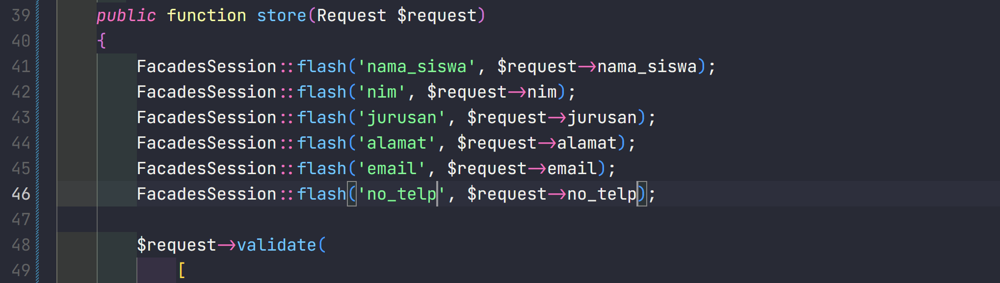 39 public function store(Request $request)
40 {
41 FacadesSession::flash('nama_siswa', $request->nama_siswa);
42 FacadesSession::flash('nim', $request->nim);
43 FacadesSession::flash('jurusan', $request->jurusan);
44 FacadesSession::flash('alamat', $request->alamat);
45 FacadesSession::flash('email', $request->email);
46 FacadesSession::flash('no_telp', $request->no_telp);
47
48 $request->validate(
49 [